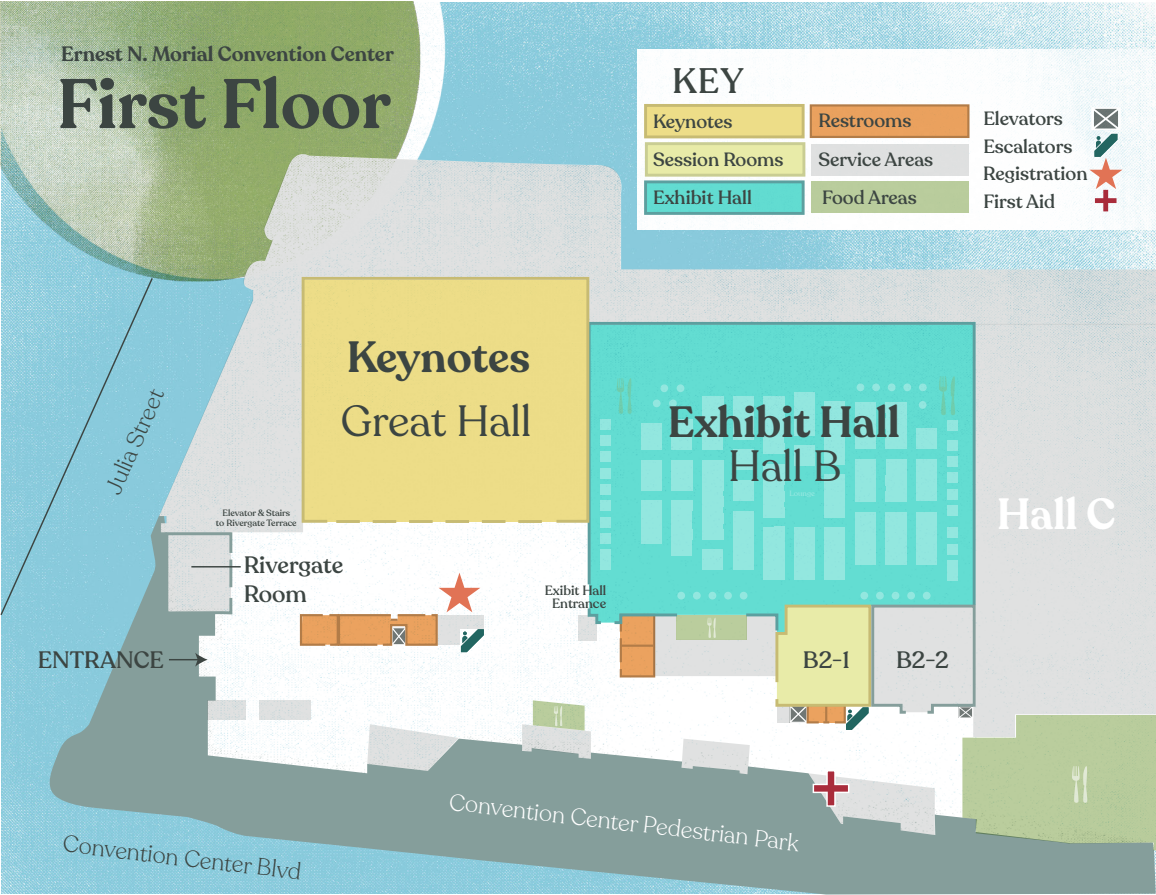 Ernest N. Morial Convention Center
First Floor
KEY
Keynotes
Restrooms
Elevators
Session Rooms
Service Areas
Escalators
Exhibit Hall
Food Areas
Registration
First Aid
Keynotes
Great Hall
Exhibit Hall
Hall B
Lounge
Hall C
Julia Street
Elevator & Stairs
to Rivergate Terrace
Rivergate
Room
Exibit Hall
Entrance
ENTRANCE
B2-1
B2-2
Convention Center Pedestrian Park
Convention Center Blvd